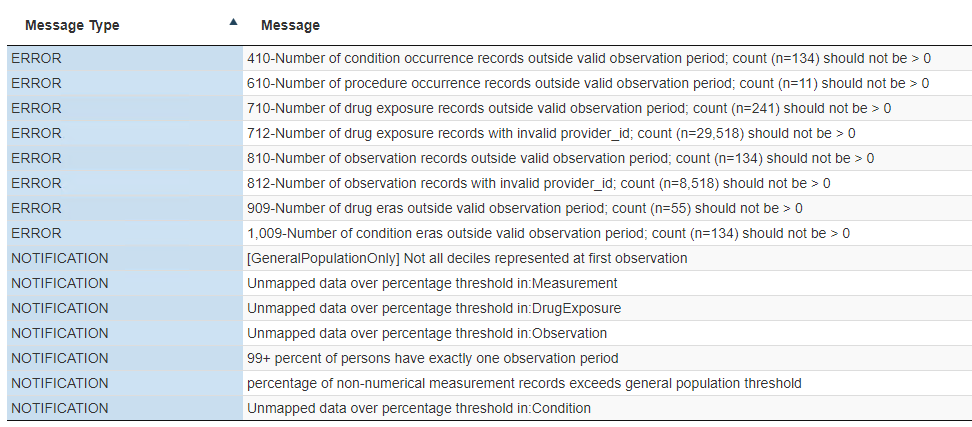 Message Type Message
ERROR 410-Number of condition occurrence records outside valid observation period; count (n=134) should not be > 0
ERROR 610-Number of procedure occurrence records outside valid observation period; count (n=11) should not be > 0
ERROR 710-Number of drug exposure records outside valid observation period; count (n=241) should not be > 0
ERROR 712-Number of drug exposure records with invalid provider_id; count (n=29,518) should not be > 0
ERROR 810-Number of observation records outside valid observation period; count (n=134) should not be > 0
ERROR 812-Number of observation records with invalid provider_id; count (n=8,518) should not be > 0
ERROR 909-Number of drug eras outside valid observation period; count (n=55) should not be > 0
ERROR 1,009-Number of condition eras outside valid observation period; count (n=134) should not be > 0
NOTIFICATION [GeneralPopulationOnly] Not all deciles represented at first observation
NOTIFICATION Unmapped data over percentage threshold in:Measurement
NOTIFICATION Unmapped data over percentage threshold in:DrugExposure
NOTIFICATION Unmapped data over percentage threshold in:Observation
NOTIFICATION 99+ percent of persons have exactly one observation period
NOTIFICATION percentage of non-numerical measurement records exceeds general population threshold
NOTIFICATION Unmapped data over percentage threshold in:Condition